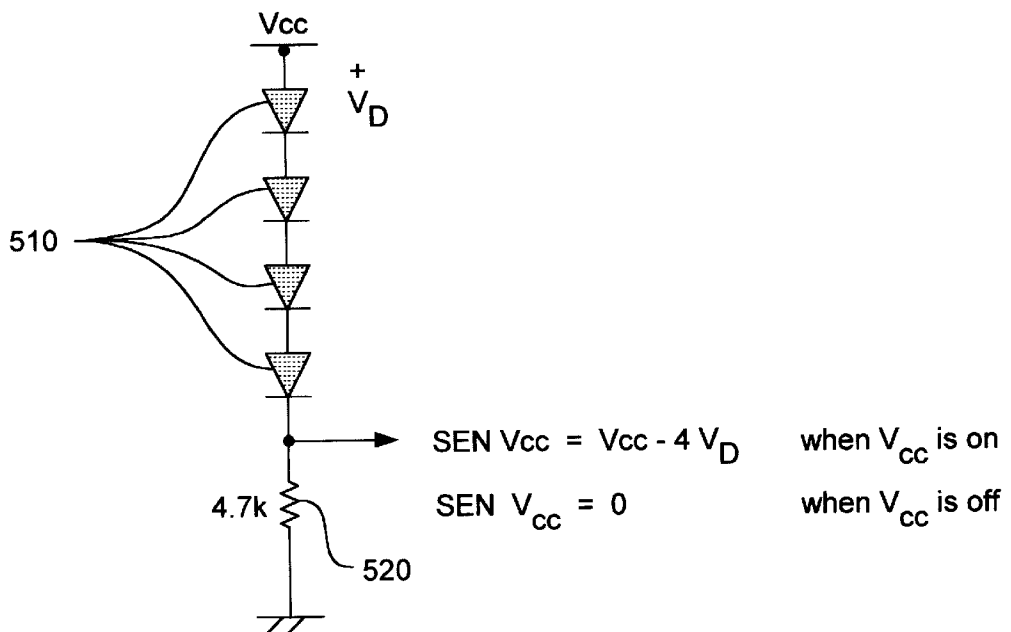 Vcc
+
V_D
510
SEN Vcc = Vcc - 4 V_D when V_cc is on
4.7k
SEN V_cc = 0 when V_cc is off
520